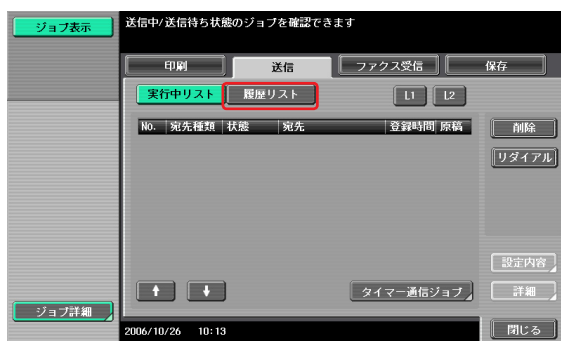 ジョブ表示
送信中/送信待ち状態のジョブを確認できます
印刷 送信 ファクス受信 保存
実行中リスト 履歴リスト L1 L2
No. 宛先種類 状態 宛先 登録時間 原稿
削除
リダイアル
設定内容
↑ ↓ タイマー通信ジョブ 詳細
ジョブ詳細
2006/10/26 10:13 閉じる